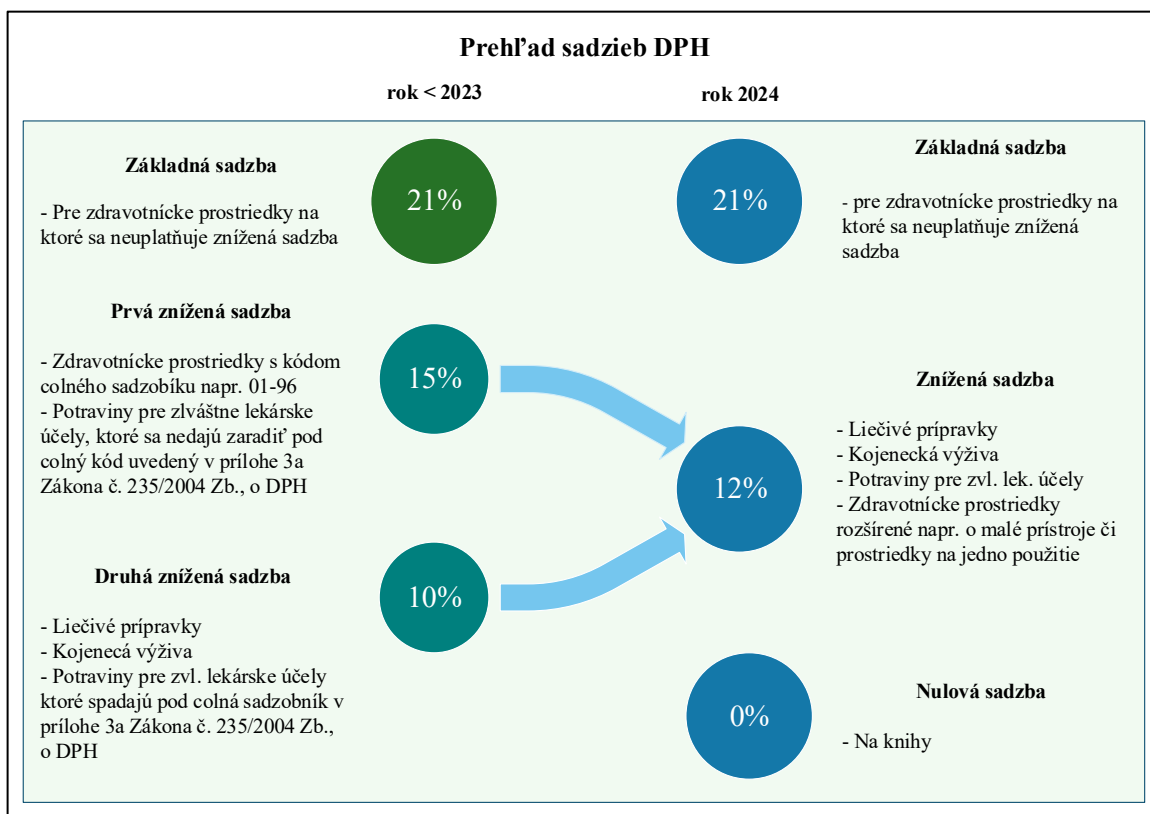 Prehľad sadzieb DPH
rok < 2023
rok 2024
Základná sadzba
- Pre zdravotnícke prostriedky na
ktoré sa neuplatňuje znížená sadzba
21%
21%
Základná sadzba
- pre zdravotnícke prostriedky na
ktoré sa neuplatňuje znížená
sadzba
Prvá znížená sadzba
- Zdravotnícke prostriedky s kódom
colného sadzobíku napr. 01-96
- Potraviny pre zlváštne lekárske
účely, ktoré sa nedajú zaradiť pod
colný kód uvedený v prílohe 3a
Zákona č. 235/2004 Zb., o DPH
15%
Druhá znížená sadzba
- Liečivé prípravky
- Kojenecá výživa
- Potraviny pre zvl. lekárske účely
ktoré spadajú pod colná sadzobník v
prílohe 3a Zákona č. 235/2004 Zb.,
o DPH
10%
12%
Znížená sadzba
- Liečivé prípravky
- Kojenecká výživa
- Potraviny pre zvl. lek. účely
- Zdravotnícke prostriedky
rozšírené napr. o malé prístroje či
prostriedky na jedno použitie
0%
Nulová sadzba
- Na knihy